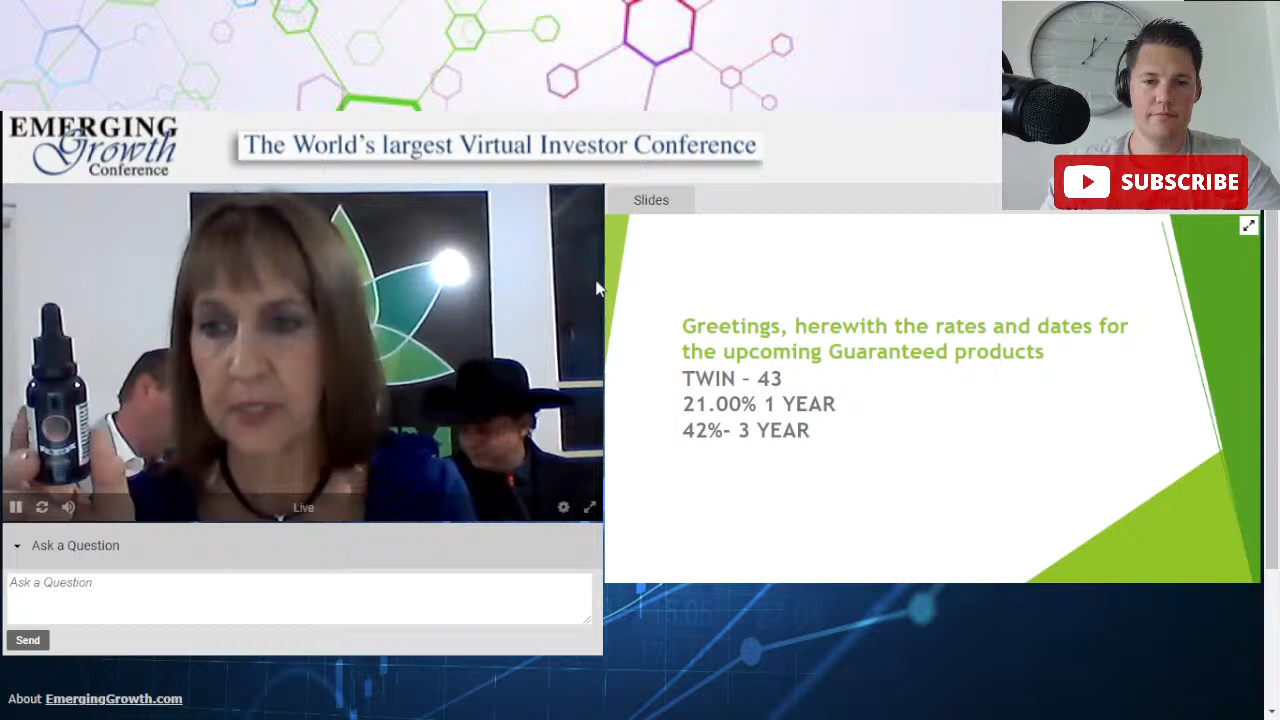 EMERGING
Growth
Conference
The World's largest Virtual Investor Conference
SUBSCRIBE
Slides
Greetings, herewith the rates and dates for
the upcoming Guaranteed products
TWIN – 43
21.00% 1 YEAR
42%- 3 YEAR
Live
Ask a Question
Ask a Question
Send
About EmergingGrowth.com